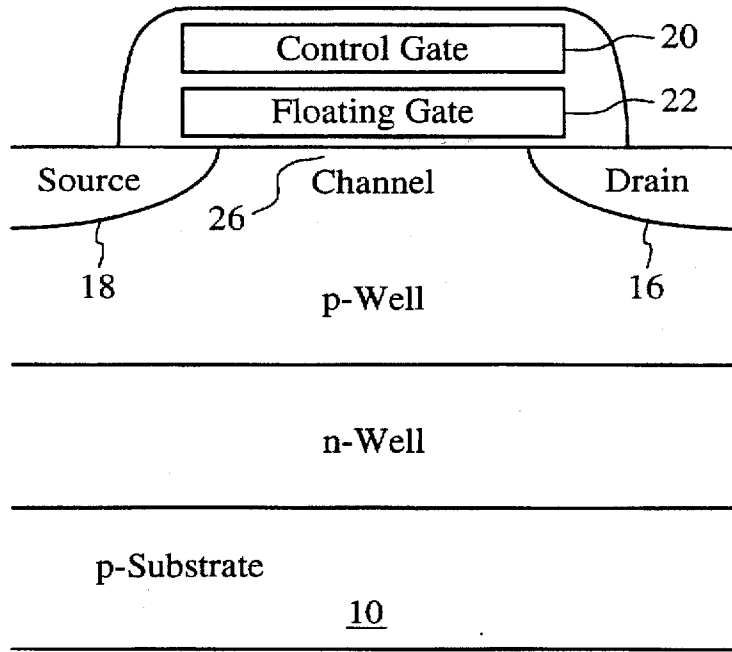 Control Gate
20
Floating Gate
22
Source
Channel
Drain
26
18
16
p-Well
n-Well
p-Substrate
10